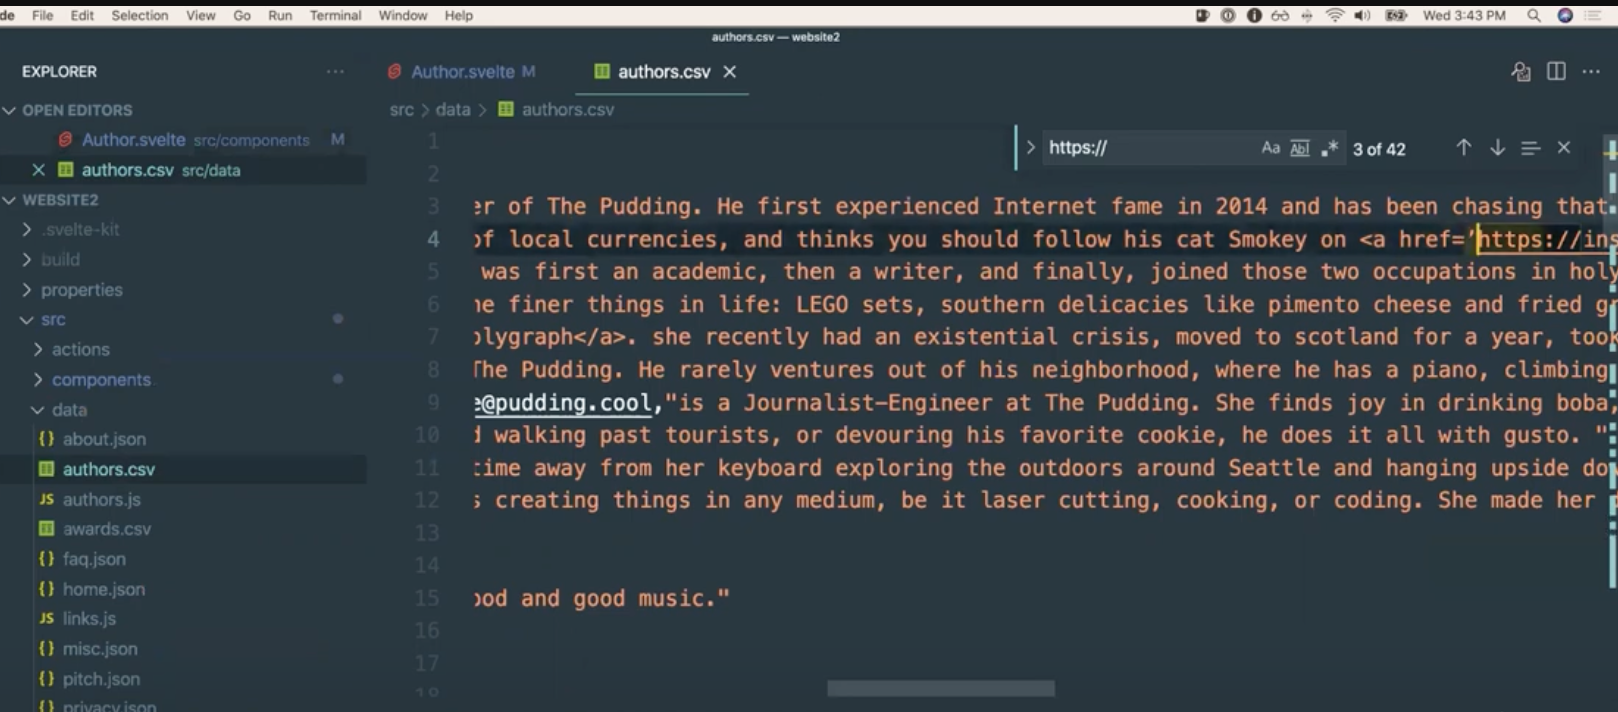 de File Edit Selection View Go Run Terminal Window Help Wed 3:43 PM
authors.csv — website2
EXPLORER
Author.svelte M authors.csv
OPEN EDITORS
src > data > authors.csv
Author.svelte src/components M
https:// Aa Abl .* 3 of 42
authors.csv src/data
WEBSITE2
.svelte-kit
build
properties
src
actions
components
data
about.json
authors.csv
authors.js
awards.csv
faq.json
home.json
links.js
misc.json
pitch.json
privacy.json
1
2
3 er of The Pudding. He first experienced Internet fame in 2014 and has been chasing that
4 of local currencies, and thinks you should follow his cat Smokey on <a href='https://ins
5 was first an academic, then a writer, and finally, joined those two occupations in holy
6 he finer things in life: LEGO sets, southern delicacies like pimento cheese and fried g
7 olygraph</a>. she recently had an existential crisis, moved to scotland for a year, took
8 The Pudding. He rarely ventures out of his neighborhood, where he has a piano, climbing
9 e@pudding.cool,"is a Journalist-Engineer at The Pudding. She finds joy in drinking boba,
10 d walking past tourists, or devouring his favorite cookie, he does it all with gusto. "
11 time away from her keyboard exploring the outdoors around Seattle and hanging upside dow
12 s creating things in any medium, be it laser cutting, cooking, or coding. She made her
13
14
15 ood and good music."
16
17
18